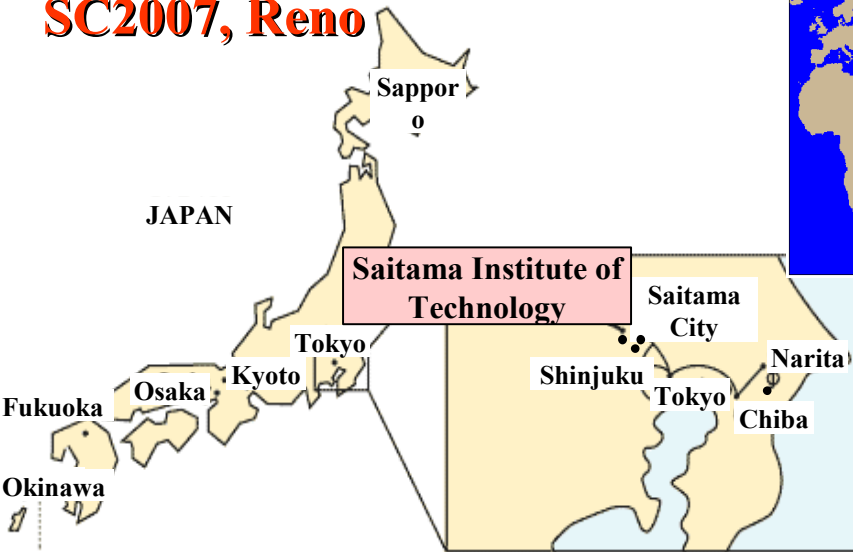 SC2007, Reno
Sappor
o
JAPAN
Saitama Institute of
Technology
Saitama
City
Tokyo
Narita
Shinjuku
Kyoto
Osaka
Tokyo
Fukuoka
Chiba
Okinawa